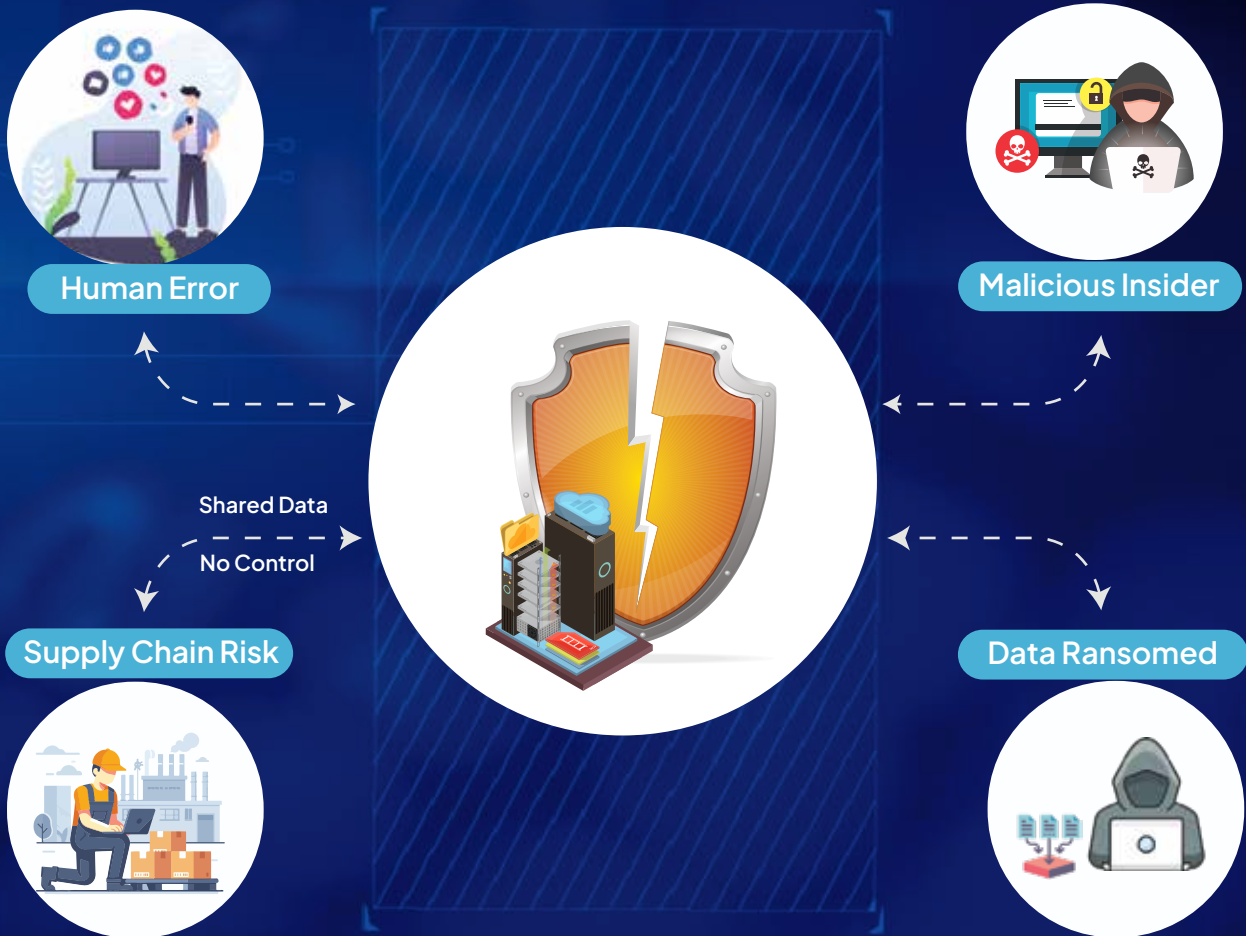 Human Error
Malicious Insider
Shared Data
No Control
Supply Chain Risk
Data Ransomed